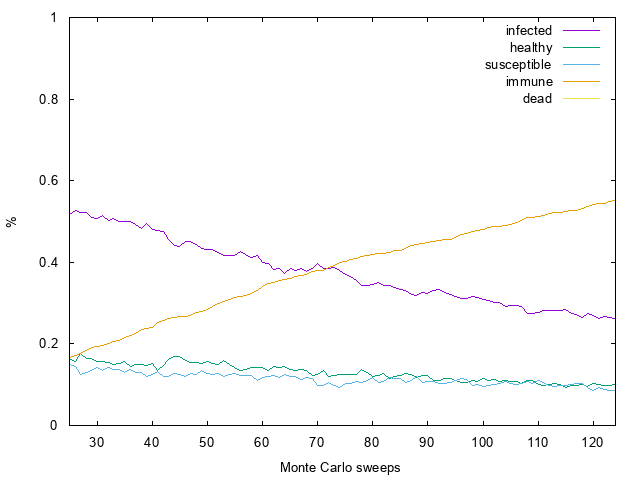 1
0.8
0.6
0.4
0.2
0
%
infected
healthy
susceptible
immune
dead
30 40 50 60 70 80 90 100 110 120
Monte Carlo sweeps